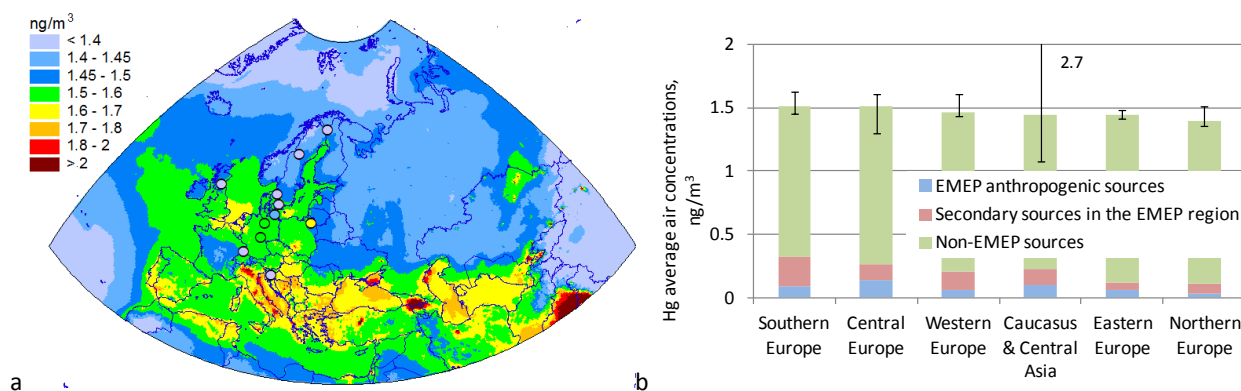 ng/m³
< 1.4
1.4 - 1.45
1.45 - 1.5
1.5 - 1.6
1.6 - 1.7
1.7 - 1.8
1.8 - 2
> 2
a
Hg average air concentrations,
ng/m³
2
1.5
1
0.5
0
2.7
EMEP anthropogenic sources
Secondary sources in the EMEP region
Non-EMEP sources
Southern
Europe
Central
Europe
Western
Europe
Caucasus
& Central
Asia
Eastern
Europe
Northern
Europe
b